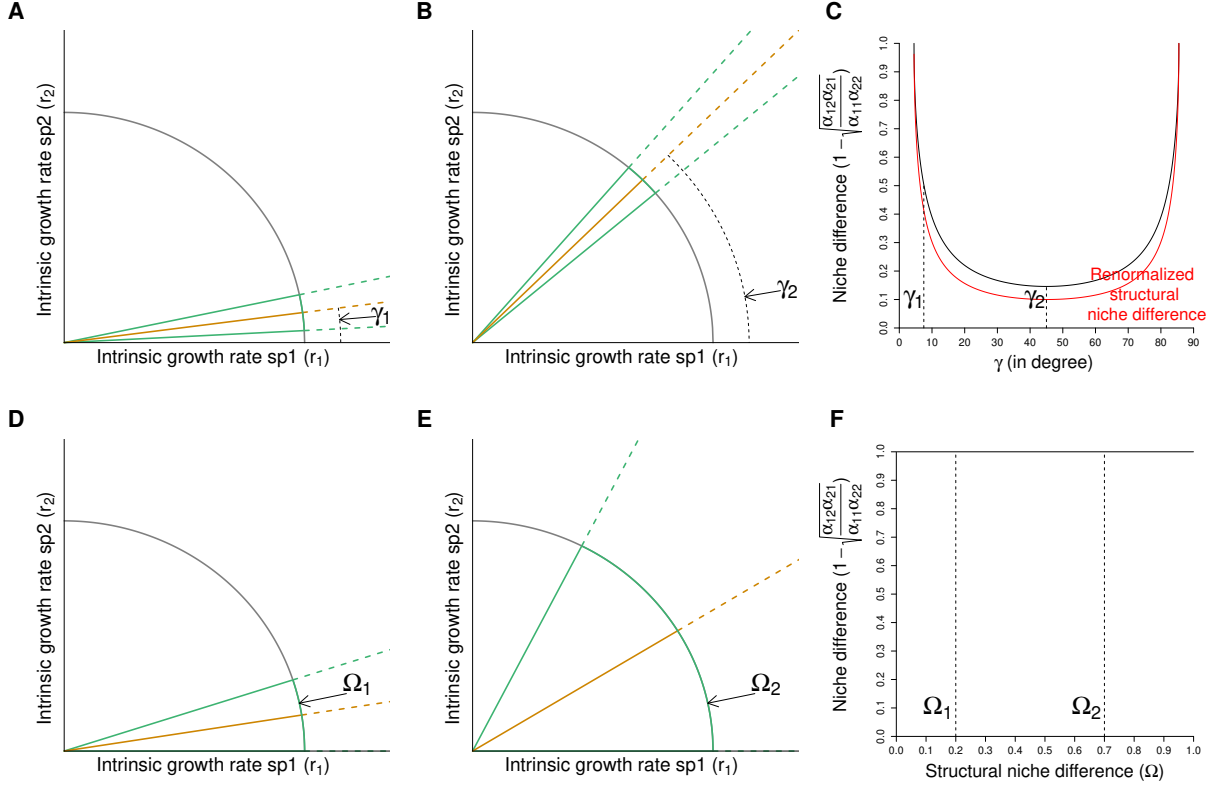 A
Intrinsic growth rate sp2 (r₂)
Intrinsic growth rate sp1 (r₁)
γ₁
B
Intrinsic growth rate sp2 (r₂)
Intrinsic growth rate sp1 (r₁)
γ₂
C
Niche difference (1 − √(α₁₂α₂₁ / α₁₁α₂₂))
0.0 0.1 0.2 0.3 0.4 0.5 0.6 0.7 0.8 0.9 1.0
γ₁
γ₂
Renormalized
structural
niche difference
0 10 20 30 40 50 60 70 80 90
γ (in degree)
D
Intrinsic growth rate sp2 (r₂)
Intrinsic growth rate sp1 (r₁)
Ω₁
E
Intrinsic growth rate sp2 (r₂)
Intrinsic growth rate sp1 (r₁)
Ω₂
F
Niche difference (1 − √(α₁₂α₂₁ / α₁₁α₂₂))
0.0 0.1 0.2 0.3 0.4 0.5 0.6 0.7 0.8 0.9 1.0
Ω₁
Ω₂
0.0 0.1 0.2 0.3 0.4 0.5 0.6 0.7 0.8 0.9 1.0
Structural niche difference (Ω)